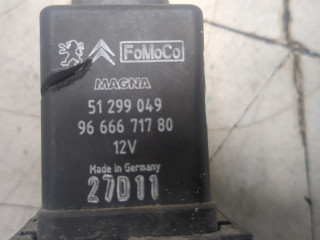 FoMoCo
MAGNA
51 299 049
96 666 717 80
12V
Made in Germany
27D11